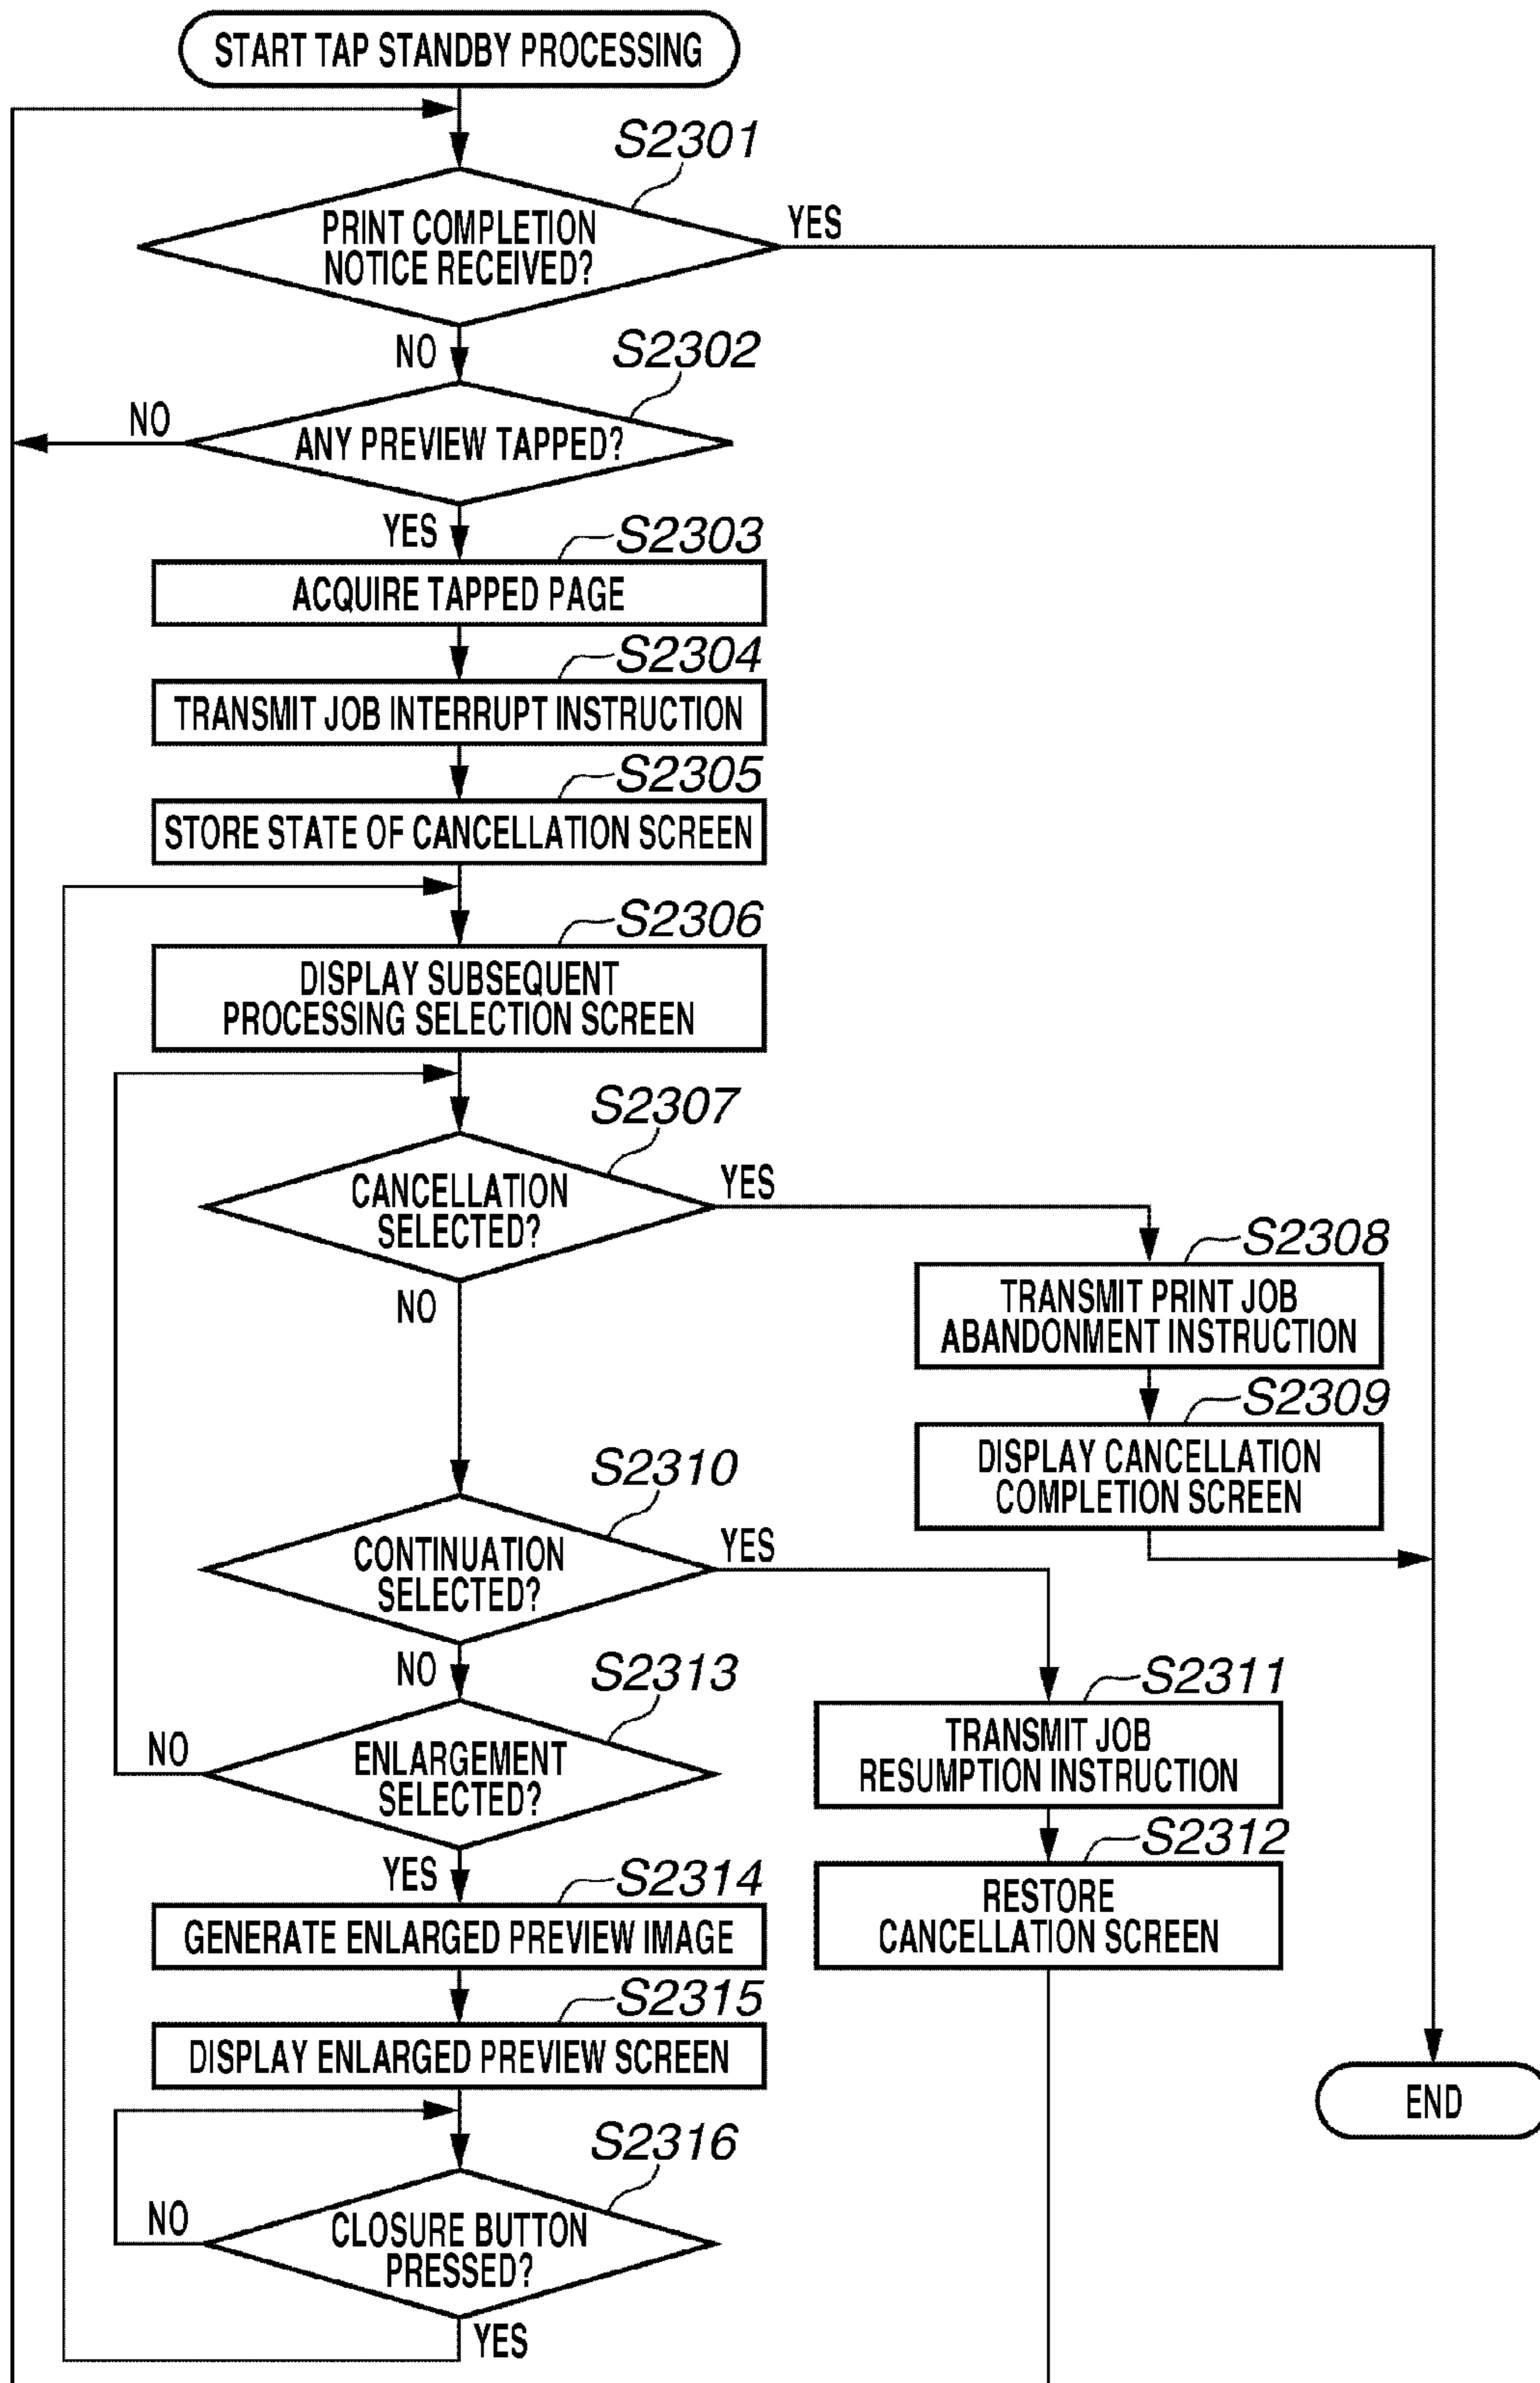 START TAP STANDBY PROCESSING
S2301
PRINT COMPLETION
NOTICE RECEIVED?
YES
NO
S2302
ANY PREVIEW TAPPED?
NO
YES
S2303
ACQUIRE TAPPED PAGE
S2304
TRANSMIT JOB INTERRUPT INSTRUCTION
S2305
STORE STATE OF CANCELLATION SCREEN
S2306
DISPLAY SUBSEQUENT
PROCESSING SELECTION SCREEN
S2307
CANCELLATION
SELECTED?
YES
NO
S2308
TRANSMIT PRINT JOB
ABANDONMENT INSTRUCTION
S2309
DISPLAY CANCELLATION
COMPLETION SCREEN
S2310
CONTINUATION
SELECTED?
YES
NO
S2311
TRANSMIT JOB
RESUMPTION INSTRUCTION
S2312
RESTORE
CANCELLATION SCREEN
S2313
ENLARGEMENT
SELECTED?
NO
YES
S2314
GENERATE ENLARGED PREVIEW IMAGE
S2315
DISPLAY ENLARGED PREVIEW SCREEN
S2316
CLOSURE BUTTON
PRESSED?
NO
YES
END